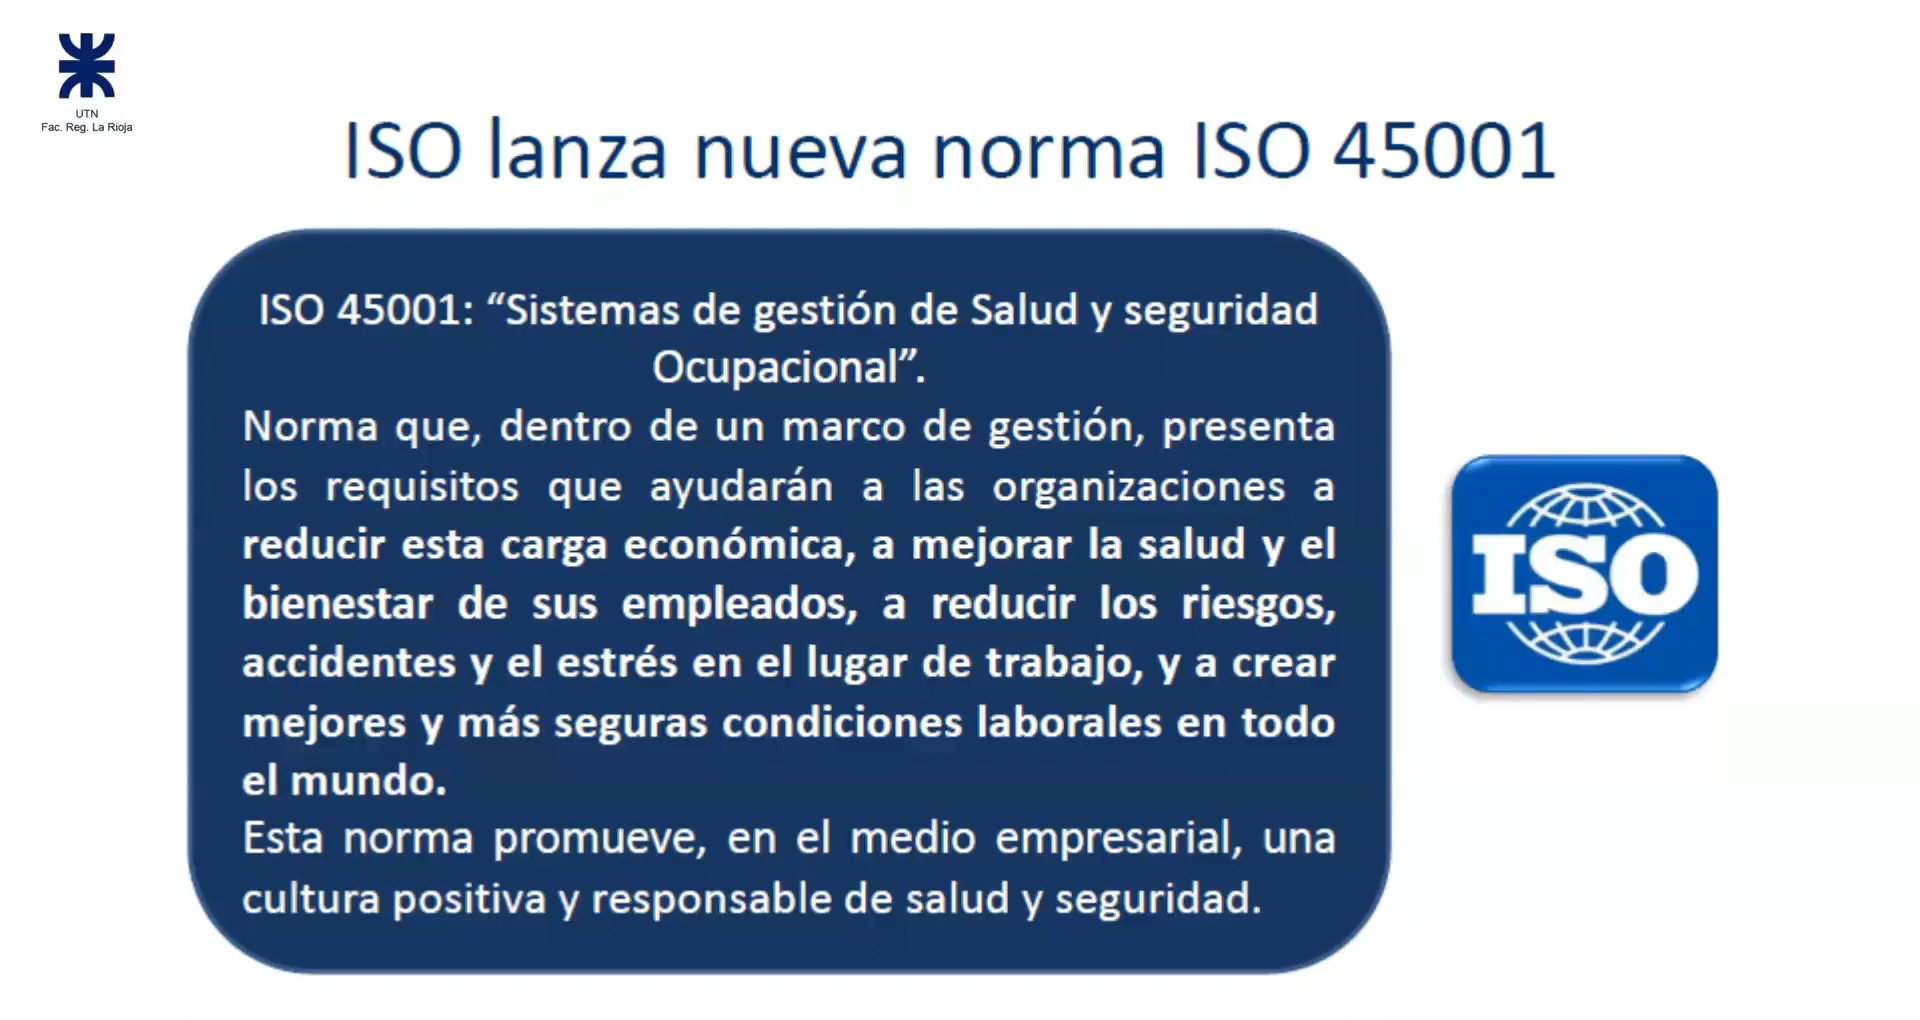 UTN
Fac. Reg. La Rioja
ISO lanza nueva norma ISO 45001
ISO 45001: “Sistemas de gestión de Salud y seguridad
Ocupacional”.
Norma que, dentro de un marco de gestión, presenta
los requisitos que ayudarán a las organizaciones a
reducir esta carga económica, a mejorar la salud y el
bienestar de sus empleados, a reducir los riesgos,
accidentes y el estrés en el lugar de trabajo, y a crear
mejores y más seguras condiciones laborales en todo
el mundo.
Esta norma promueve, en el medio empresarial, una
cultura positiva y responsable de salud y seguridad.
ISO